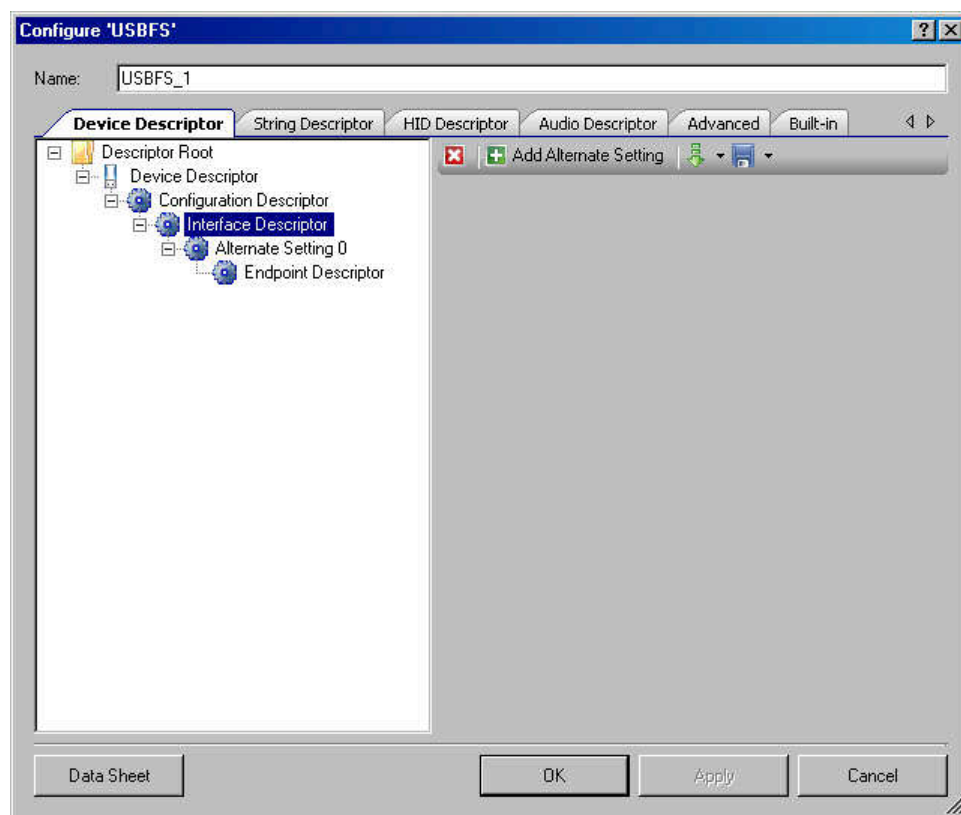 Configure 'USBFS'
Name: USBFS_1
Device Descriptor String Descriptor HID Descriptor Audio Descriptor Advanced Built-in
Descriptor Root
Add Alternate Setting
Device Descriptor
Configuration Descriptor
Interface Descriptor
Alternate Setting 0
Endpoint Descriptor
Data Sheet OK Apply Cancel